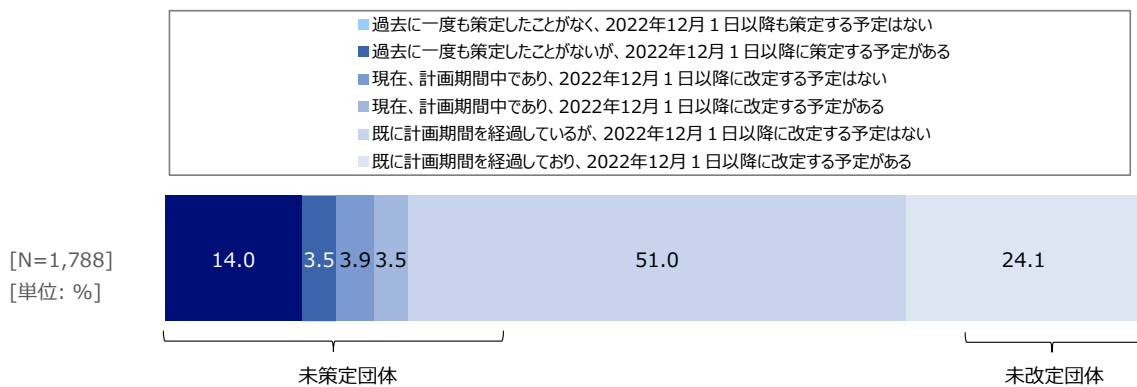 過去に一度も策定したことがなく、2022年12月１日以降も策定する予定はない
過去に一度も策定したことがないが、2022年12月１日以降に策定する予定がある
現在、計画期間中であり、2022年12月１日以降に改定する予定はない
現在、計画期間中であり、2022年12月１日以降に改定する予定がある
既に計画期間を経過しているが、2022年12月１日以降に改定する予定はない
既に計画期間を経過しており、2022年12月１日以降に改定する予定がある
[N=1,788]
[単位: %]
14.0 3.5 3.9 3.5 51.0 24.1
未策定団体 未改定団体